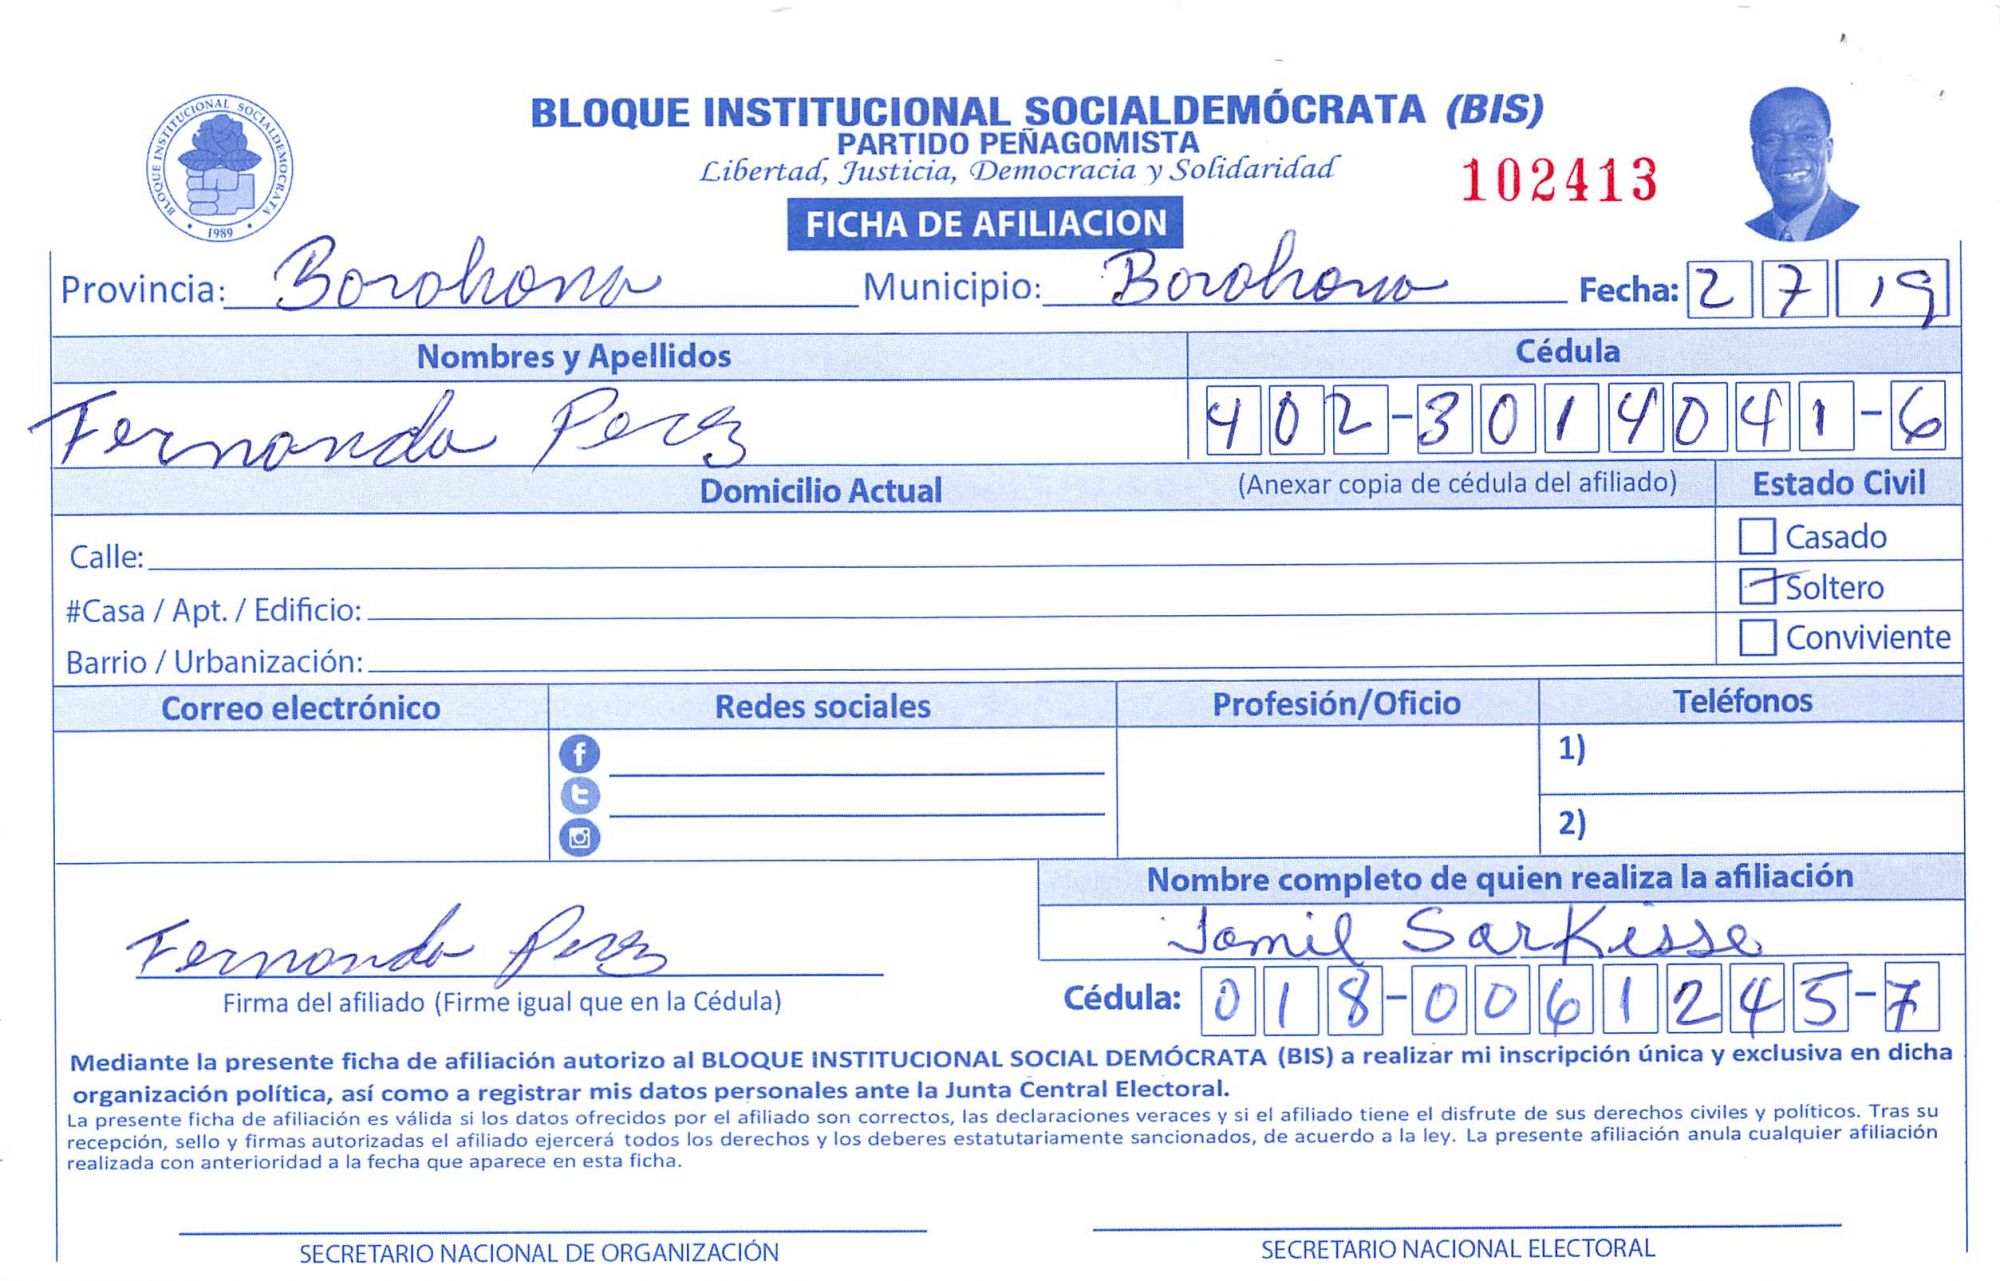 BLOQUE INSTITUCIONAL SOCIALDEMOCRATA
1989
BLOQUE INSTITUCIONAL SOCIALDEMÓCRATA (BIS)
PARTIDO PEÑAGOMISTA
Libertad, Justicia, Democracia y Solidaridad
102413
FICHA DE AFILIACION
Provincia: Borohona Municipio: Borohona Fecha: 2 7 19
Nombres y Apellidos Cédula
Fernanda Perez 402-3014041-6
Domicilio Actual (Anexar copia de cédula del afiliado) Estado Civil
Calle: Casado
#Casa / Apt. / Edificio: Soltero
Barrio / Urbanización: Conviviente
Correo electrónico Redes sociales Profesión/Oficio Teléfonos
1)
2)
Nombre completo de quien realiza la afiliación
Jamil Sarkisse
Fernanda Perez
Firma del afiliado (Firme igual que en la Cédula) Cédula: 018-0061245-7
Mediante la presente ficha de afiliación autorizo al BLOQUE INSTITUCIONAL SOCIAL DEMÓCRATA (BIS) a realizar mi inscripción única y exclusiva en dicha
organización política, así como a registrar mis datos personales ante la Junta Central Electoral.
La presente ficha de afiliación es válida si los datos ofrecidos por el afiliado son correctos, las declaraciones veraces y si el afiliado tiene el disfrute de sus derechos civiles y políticos. Tras su
recepción, sello y firmas autorizadas el afiliado ejercerá todos los derechos y los deberes estatutariamente sancionados, de acuerdo a la ley. La presente afiliación anula cualquier afiliación
realizada con anterioridad a la fecha que aparece en esta ficha.
SECRETARIO NACIONAL DE ORGANIZACIÓN SECRETARIO NACIONAL ELECTORAL